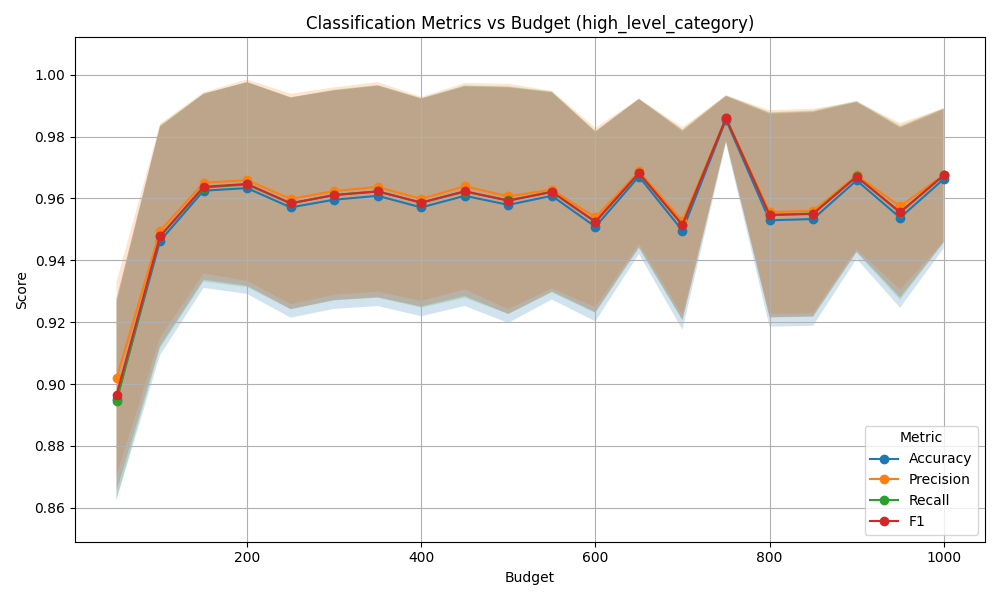 Classification Metrics vs Budget (high_level_category)
1.00
0.98
0.96
0.94
0.92
0.90
0.88
0.86
Score
200
400
600
800
1000
Budget
Metric
Accuracy
Precision
Recall
F1